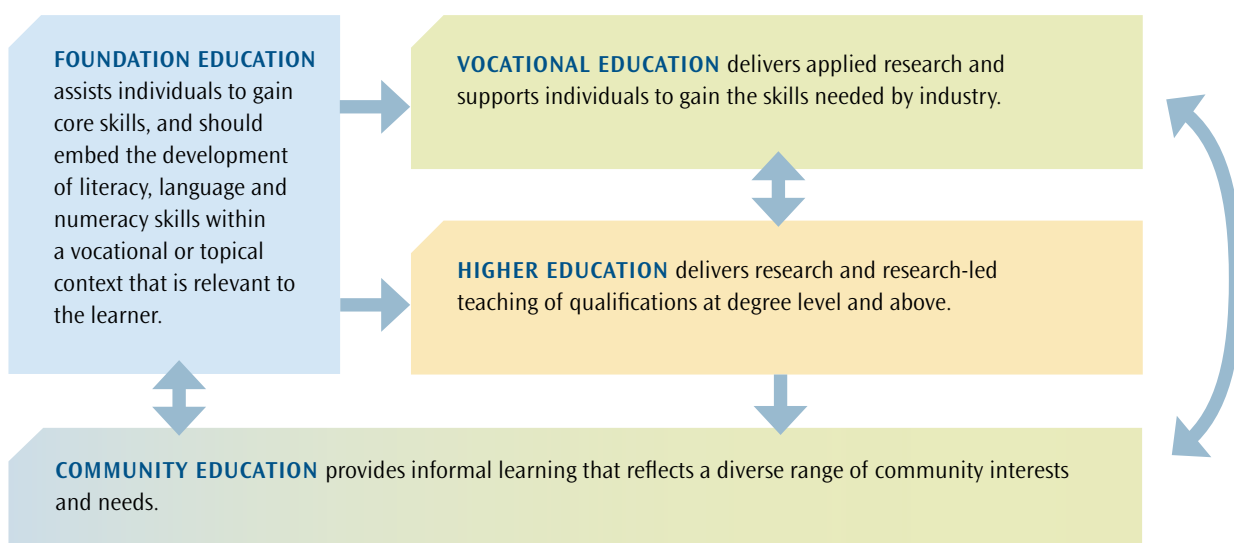 FOUNDATION EDUCATION
assists individuals to gain
core skills, and should
embed the development
of literacy, language and
numeracy skills within
a vocational or topical
context that is relevant to
the learner.
VOCATIONAL EDUCATION delivers applied research and
supports individuals to gain the skills needed by industry.
HIGHER EDUCATION delivers research and research-led
teaching of qualifications at degree level and above.
COMMUNITY EDUCATION provides informal learning that reflects a diverse range of community interests
and needs.